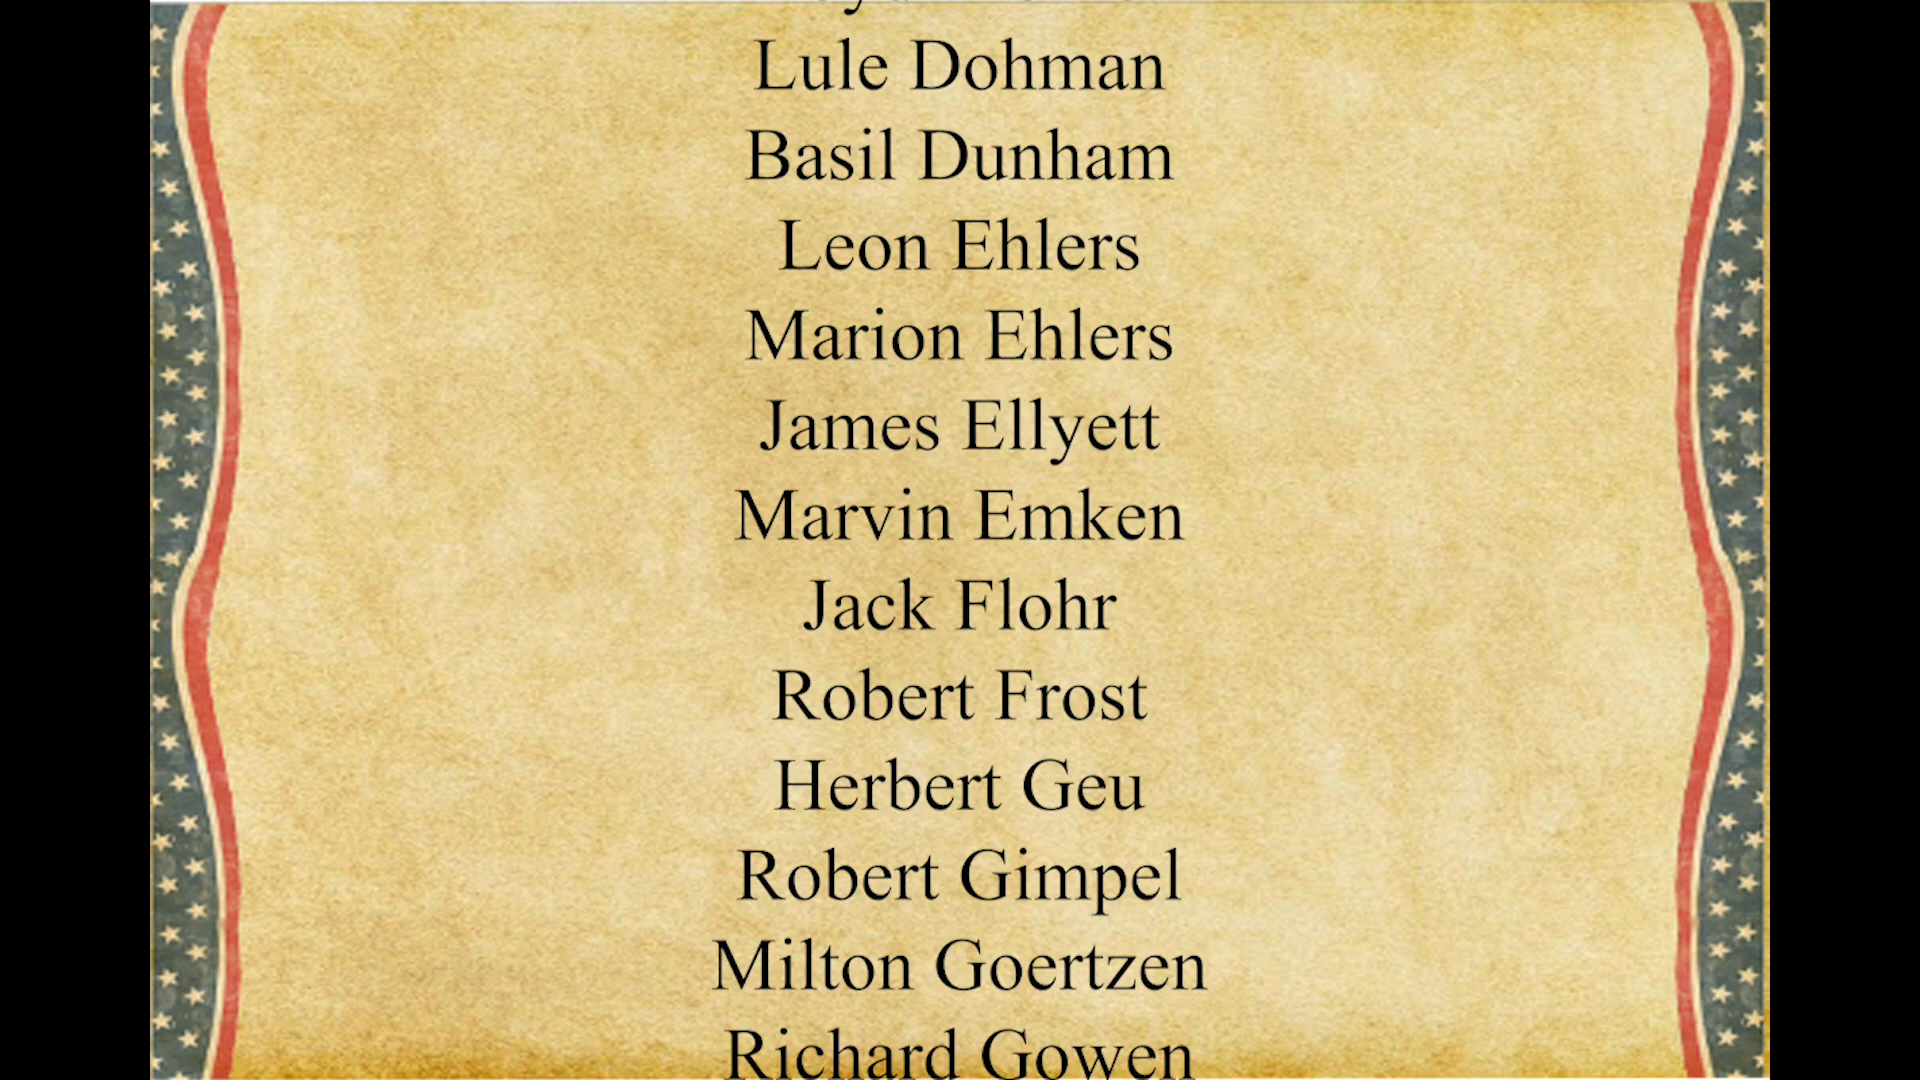 Lule Dohman
Basil Dunham
Leon Ehlers
Marion Ehlers
James Ellyett
Marvin Emken
Jack Flohr
Robert Frost
Herbert Geu
Robert Gimpel
Milton Goertzen
Richard Gowen